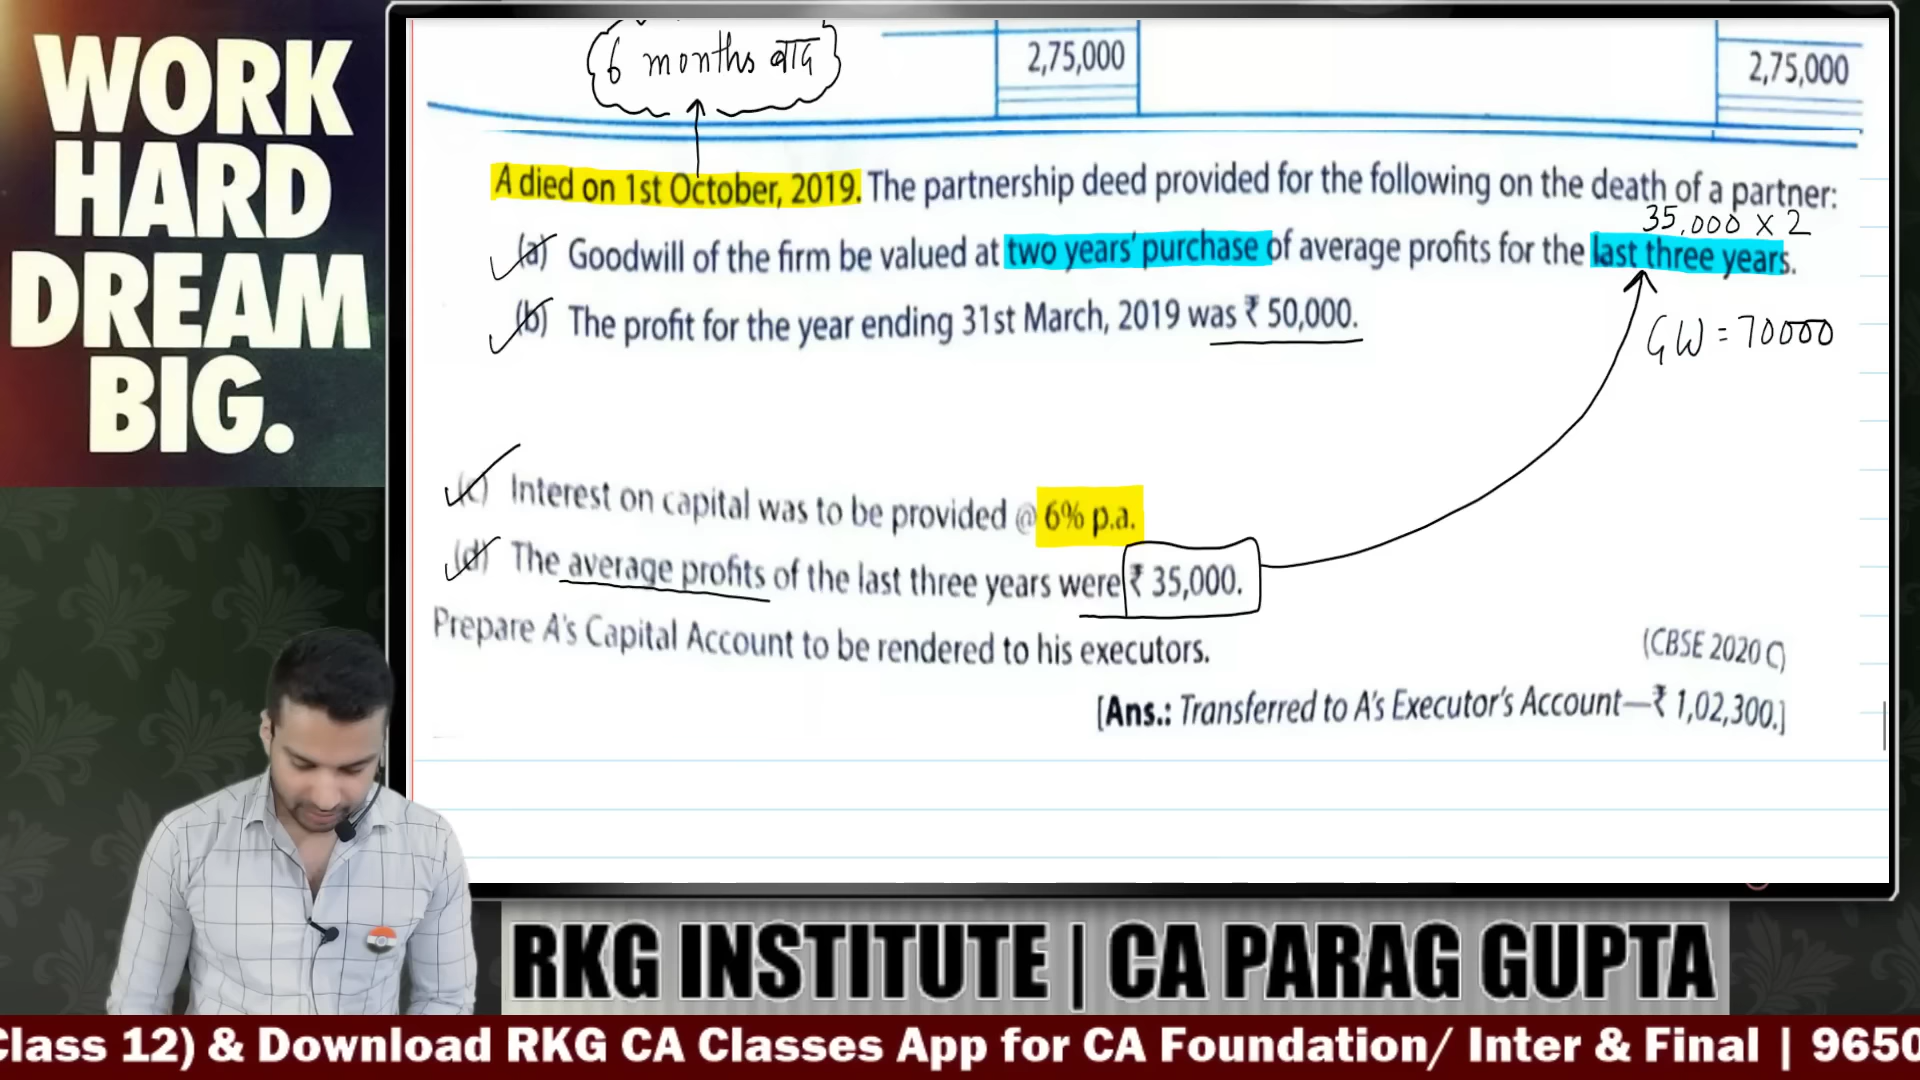 WORK
HARD
DREAM
BIG.
6 months बाद
2,75,000
2,75,000
A died on 1st October, 2019. The partnership deed provided for the following on the death of a partner:
35,000 × 2
(a) Goodwill of the firm be valued at two years' purchase of average profits for the last three years.
(b) The profit for the year ending 31st March, 2019 was ₹ 50,000.
GW = 70000
(c) Interest on capital was to be provided @ 6% p.a.
(d) The average profits of the last three years were ₹ 35,000.
Prepare A's Capital Account to be rendered to his executors.
(CBSE 2020 C)
[Ans.: Transferred to A's Executor's Account—₹ 1,02,300.]
RKG INSTITUTE | CA PARAG GUPTA
Class 12) & Download RKG CA Classes App for CA Foundation/ Inter & Final | 9650